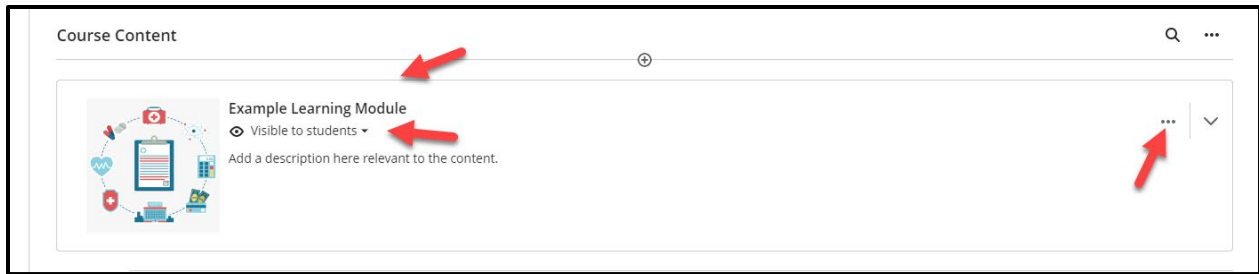 Course Content
Example Learning Module
Visible to students
Add a description here relevant to the content.